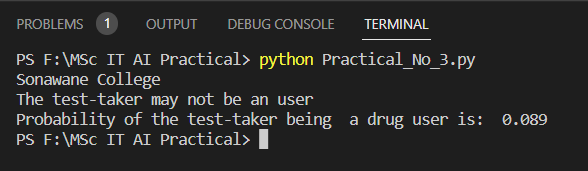 PROBLEMS 1 OUTPUT DEBUG CONSOLE TERMINAL
PS F:\MSc IT AI Practical> python Practical_No_3.py
Sonawane College
The test-taker may not be an user
Probability of the test-taker being  a drug user is:  0.089
PS F:\MSc IT AI Practical>